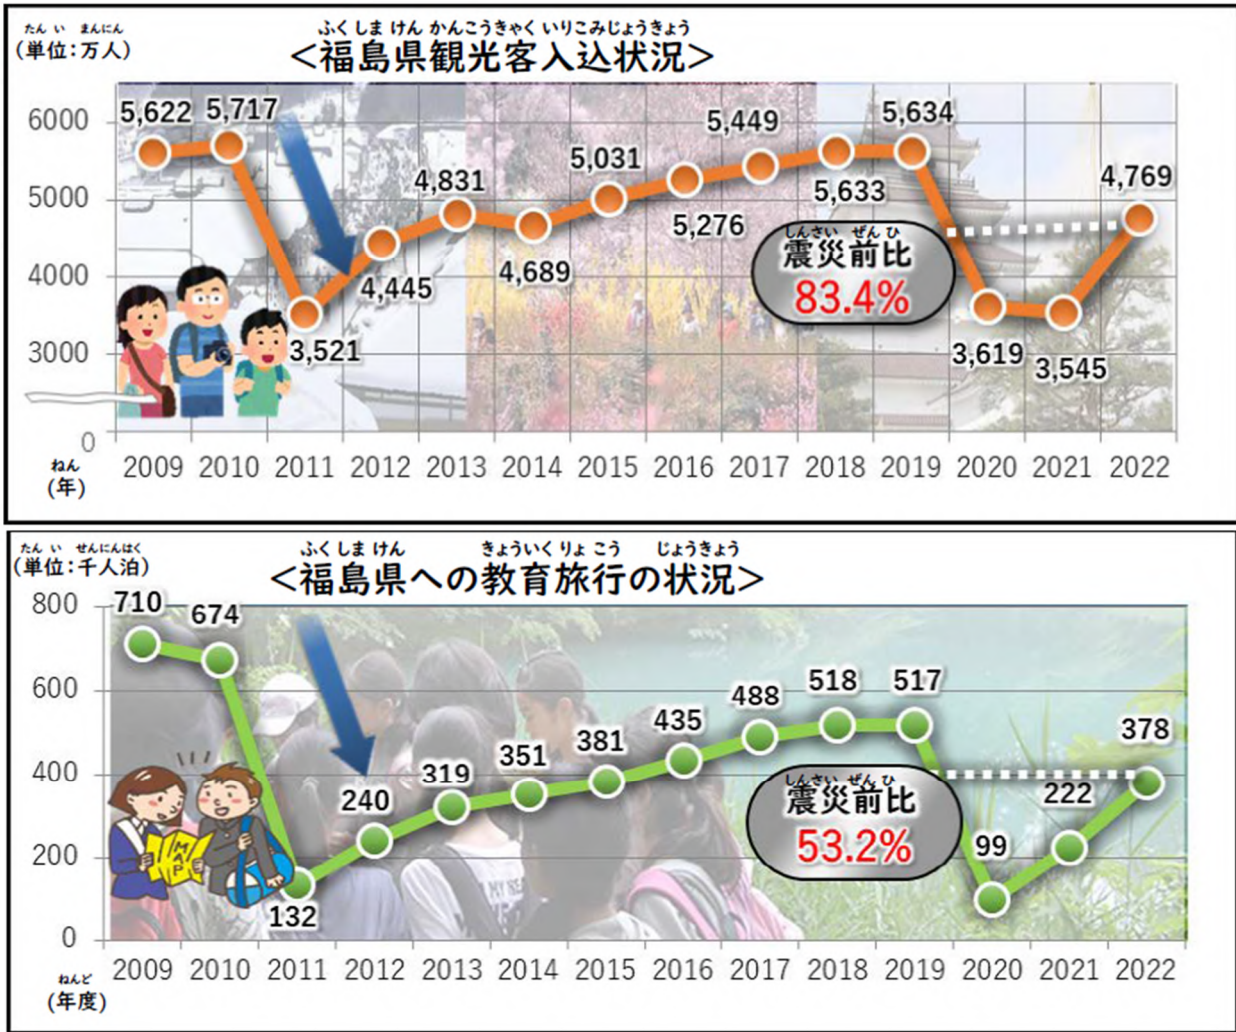 たんい まんにん
(単位:万人)
ふくしまけんかんこうきゃくいりこみじょうきょう
<福島県観光客入込状況>
6000
5000
4000
3000
0
5,622
5,717
3,521
4,445
4,831
4,689
5,031
5,276
5,449
5,633
5,634
3,619
3,545
4,769
しんさい ぜんひ
震災前比
83.4%
ねん
(年)
2009 2010 2011 2012 2013 2014 2015 2016 2017 2018 2019 2020 2021 2022
たんい せんにんはく
(単位:千人泊)
ふくしまけん きょういくりょこう じょうきょう
<福島県への教育旅行の状況>
800
600
400
200
0
710
674
132
240
319
351
381
435
488
518
517
99
222
378
しんさい ぜんひ
震災前比
53.2%
MAP
2009 2010 2011 2012 2013 2014 2015 2016 2017 2018 2019 2020 2021 2022
ねんど
(年度)